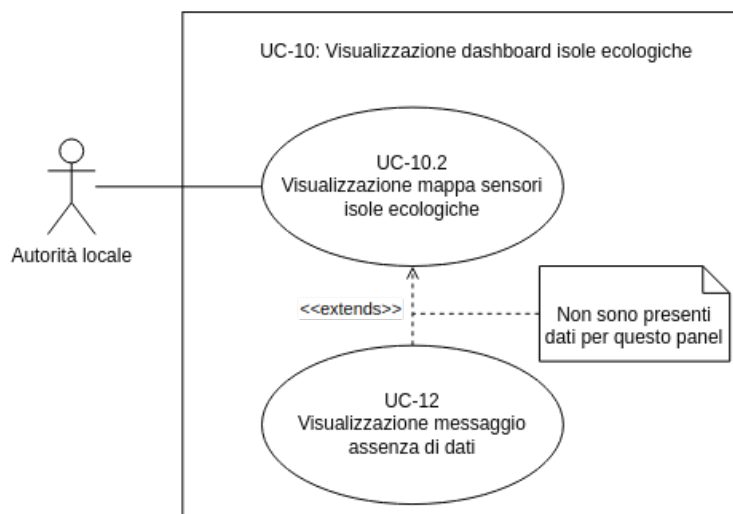 UC-10: Visualizzazione dashboard isole ecologiche
UC-10.2
Visualizzazione mappa sensori
isole ecologiche
Autorità locale
<<extends>>
Non sono presenti
dati per questo panel
UC-12
Visualizzazione messaggio
assenza di dati